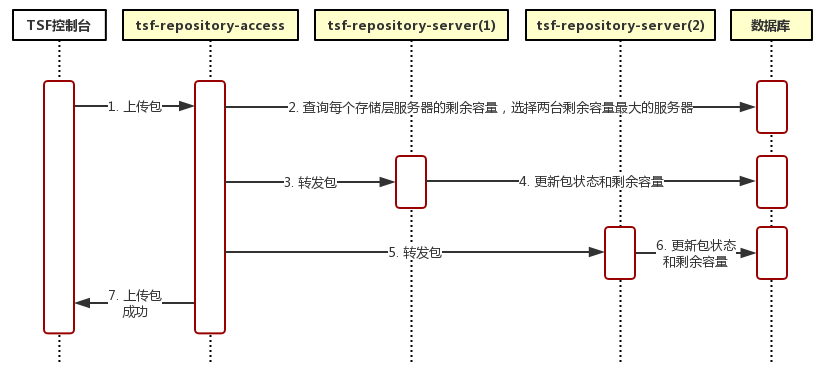 TSF控制台
tsf-repository-access
tsf-repository-server(1)
tsf-repository-server(2)
数据库
1. 上传包
2. 查询每个存储层服务器的剩余容量，选择两台剩余容量最大的服务器
3. 转发包
4. 更新包状态和剩余容量
5. 转发包
6. 更新包状态
和剩余容量
7. 上传包
成功